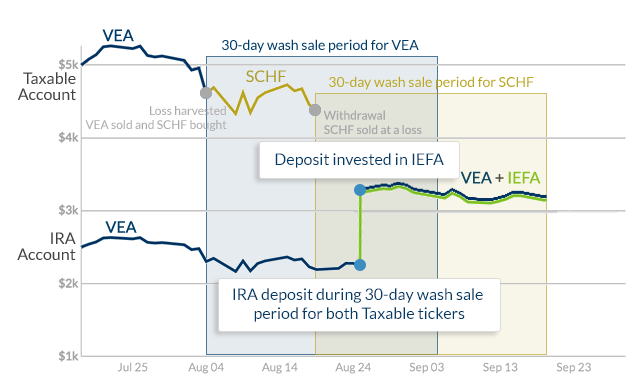 VEA
30-day wash sale period for VEA
$5k
SCHF
30-day wash sale period for SCHF
Taxable
Account
Loss harvested
VEA sold and SCHF bought
Withdrawal
SCHF sold at a loss
$4k
Deposit invested in IEFA
VEA + IEFA
$3k
VEA
IRA
Account
$2k
IRA deposit during 30-day wash sale
period for both Taxable tickers
$1k
Jul 25 Aug 04 Aug 14 Aug 24 Sep 03 Sep 13 Sep 23